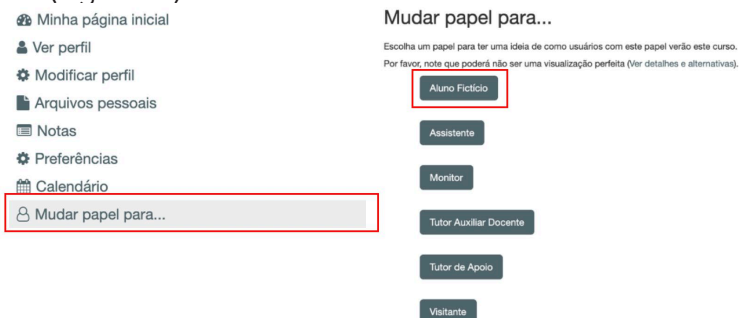 Minha página inicial
Ver perfil
Modificar perfil
Arquivos pessoais
Notas
Preferências
Calendário
Mudar papel para...
Mudar papel para...
Escolha um papel para ter uma ideia de como usuários com este papel verão este curso.
Por favor, note que poderá não ser uma visualização perfeita (Ver detalhes e alternativas).
Aluno Fictício
Assistente
Monitor
Tutor Auxiliar Docente
Tutor de Apoio
Visitante